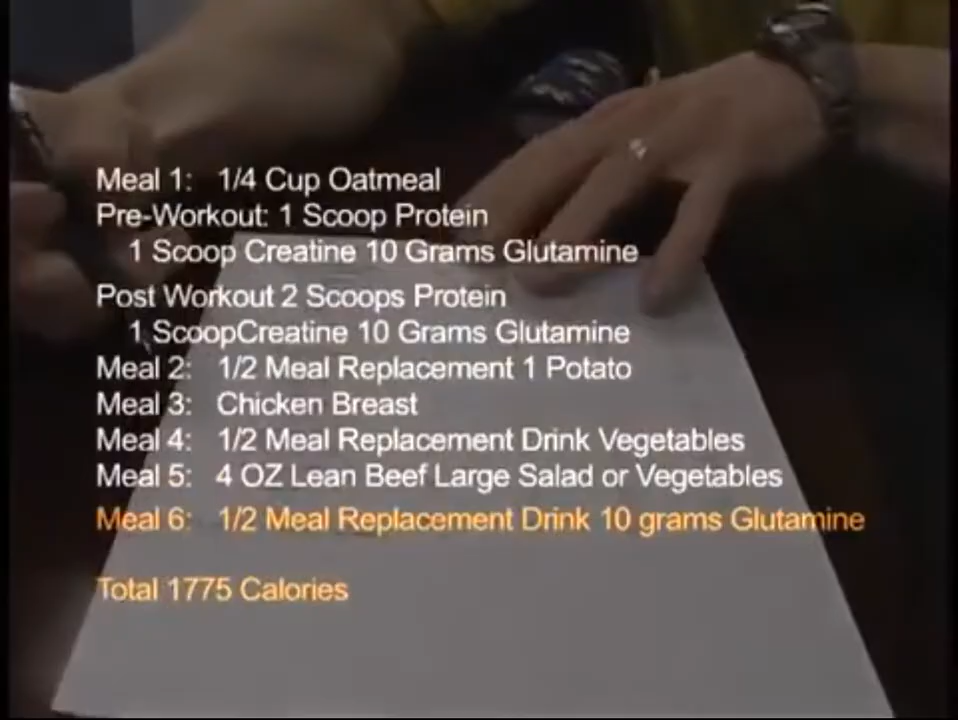 Meal 1: 1/4 Cup Oatmeal
Pre-Workout: 1 Scoop Protein
1 Scoop Creatine 10 Grams Glutamine
Post Workout 2 Scoops Protein
1 ScoopCreatine 10 Grams Glutamine
Meal 2: 1/2 Meal Replacement 1 Potato
Meal 3: Chicken Breast
Meal 4: 1/2 Meal Replacement Drink Vegetables
Meal 5: 4 OZ Lean Beef Large Salad or Vegetables
Meal 6: 1/2 Meal Replacement Drink 10 grams Glutamine
Total 1775 Calories